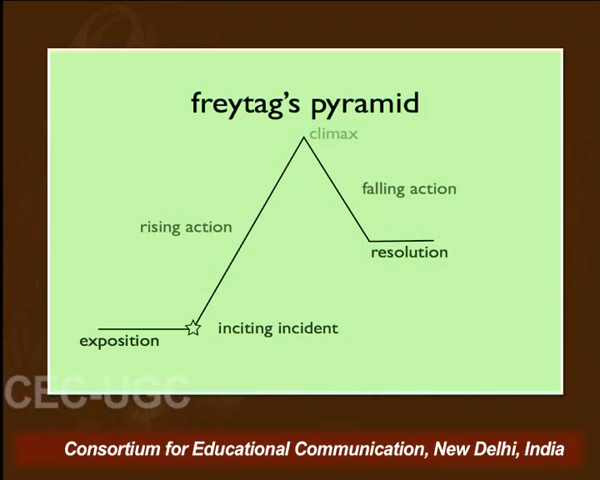 freytag's pyramid
climax
falling action
rising action
resolution
inciting incident
exposition
CEC-UGC
Consortium for Educational Communication, New Delhi, India